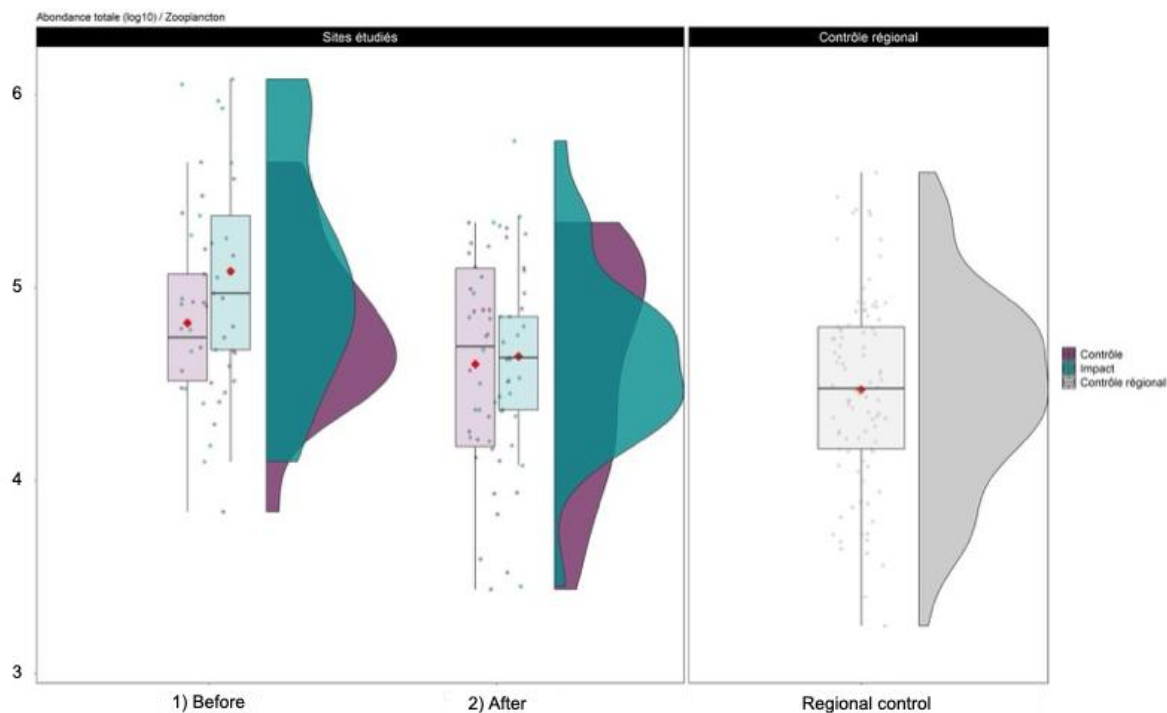 Abondance totale (log10) / Zooplancton
Sites étudiés
Contrôle régional
6
5
4
3
Contrôle
Impact
Contrôle régional
1) Before
2) After
Regional control